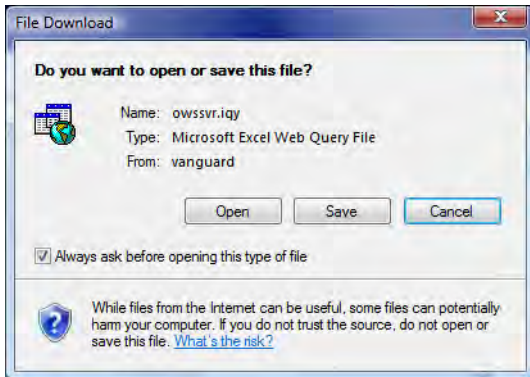 File Download
Do you want to open or save this file?
Name: owssvr.iqy
Type: Microsoft Excel Web Query File
From: vanguard
Open Save Cancel
Always ask before opening this type of file
While files from the Internet can be useful, some files can potentially
harm your computer. If you do not trust the source, do not open or
save this file. What's the risk?